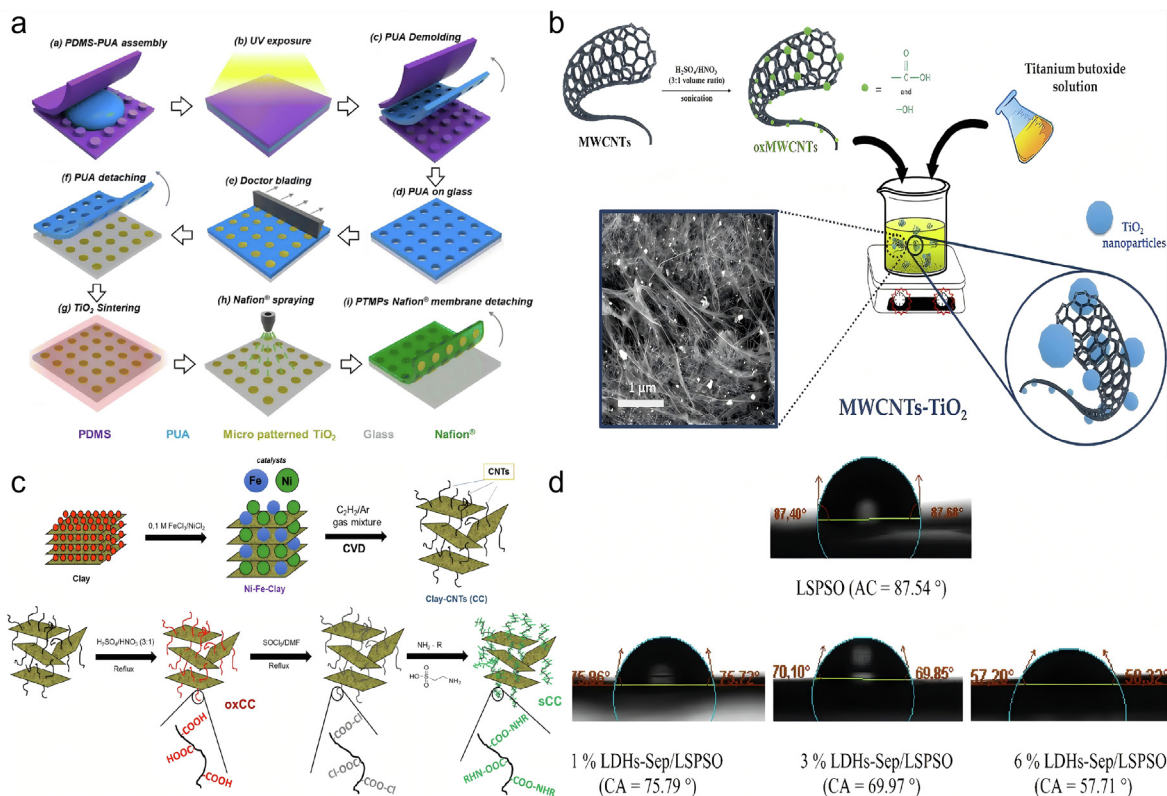 a
(a) PDMS-PUA assembly
(b) UV exposure
(c) PUA Demolding
(f) PUA detaching
(e) Doctor blading
(d) PUA on glass
(g) TiO2 Sintering
(h) Nafion® spraying
(i) PTMPs Nafion® membrane detaching
PDMS
PUA
Micro patterned TiO2
Glass
Nafion®
b
H2SO4/HNO3
(3:1 volume ratio)
sonication
MWCNTs
oxMWCNTs
=
O
C
OH
and
-OH
Titanium butoxide
solution
TiO2
nanoparticles
1 μm
MWCNTs-TiO2
c
catalysts
Fe
Ni
CNTs
0,1 M FeCl3/NiCl2
C2H2/Ar
gas mixture
CVD
Clay
Ni-Fe-Clay
Clay-CNTs (CC)
H2SO4/HNO3 (3:1)
Reflux
SOCl2/DMF
Reflux
NH2 - R
HO
S
O
O
NH2
oxCC
sCC
COOH
HOOC
COOH
COO-Cl
Cl-OOC
COO-Cl
COO-NHR
RHN-OOC
COO-NHR
d
87,40°
87,68°
LSPSO (AC = 87.54 °)
75,86°
75,72°
70,10°
69,85°
57,20°
1 % LDHs-Sep/LSPSO
(CA = 75.79 °)
3 % LDHs-Sep/LSPSO
(CA = 69.97 °)
6 % LDHs-Sep/LSPSO
(CA = 57.71 °)